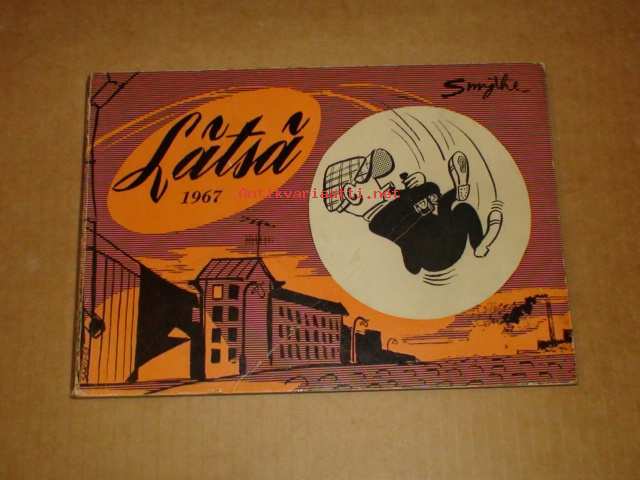 Smythe
Lätsä
1967
Antikvariaatti.net